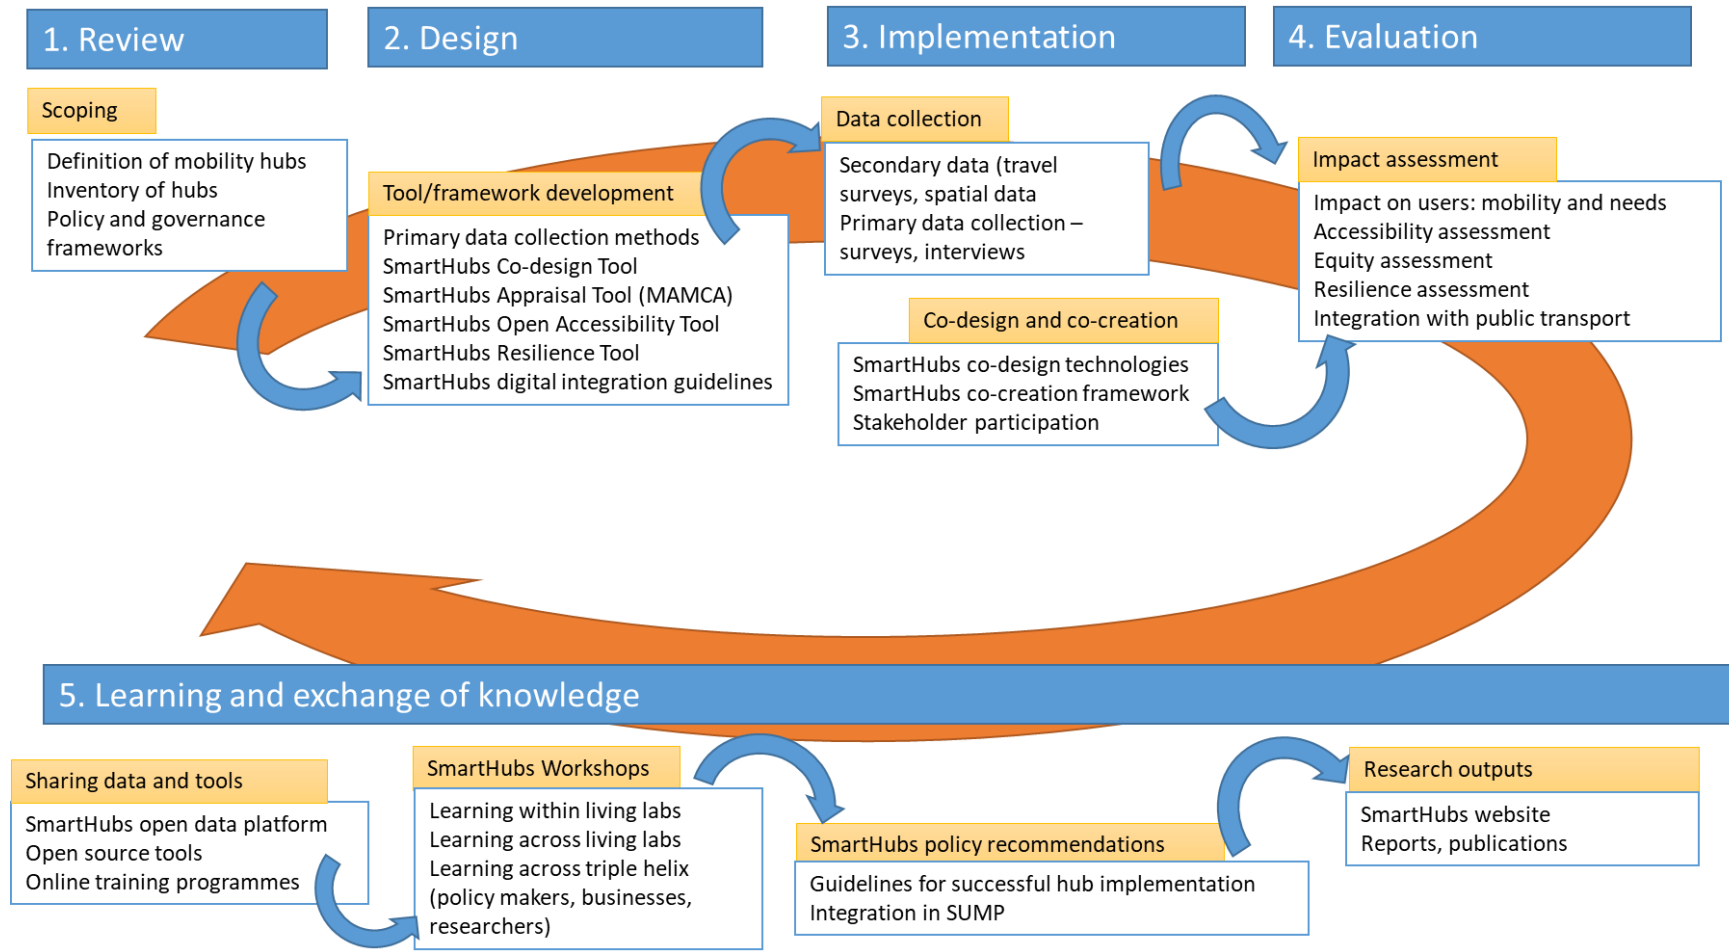 1. Review
2. Design
3. Implementation
4. Evaluation
Scoping
Definition of mobility hubs
Inventory of hubs
Policy and governance
frameworks
Tool/framework development
Primary data collection methods
SmartHubs Co-design Tool
SmartHubs Appraisal Tool (MAMCA)
SmartHubs Open Accessibility Tool
SmartHubs Resilience Tool
SmartHubs digital integration guidelines
Data collection
Secondary data (travel
surveys, spatial data
Primary data collection –
surveys, interviews
Co-design and co-creation
SmartHubs co-design technologies
SmartHubs co-creation framework
Stakeholder participation
Impact assessment
Impact on users: mobility and needs
Accessibility assessment
Equity assessment
Resilience assessment
Integration with public transport
5. Learning and exchange of knowledge
Sharing data and tools
SmartHubs open data platform
Open source tools
Online training programmes
SmartHubs Workshops
Learning within living labs
Learning across living labs
Learning across triple helix
(policy makers, businesses,
researchers)
SmartHubs policy recommendations
Guidelines for successful hub implementation
Integration in SUMP
Research outputs
SmartHubs website
Reports, publications